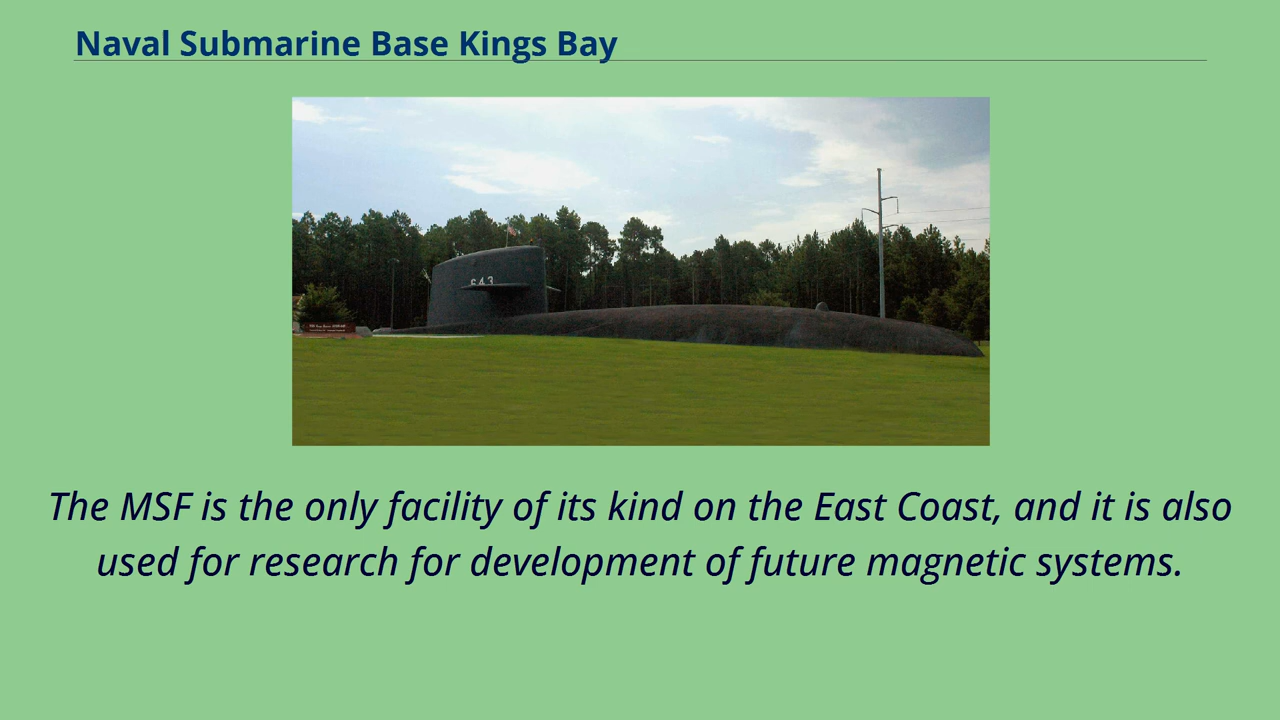 Naval Submarine Base Kings Bay
643
The MSF is the only facility of its kind on the East Coast, and it is also
used for research for development of future magnetic systems.